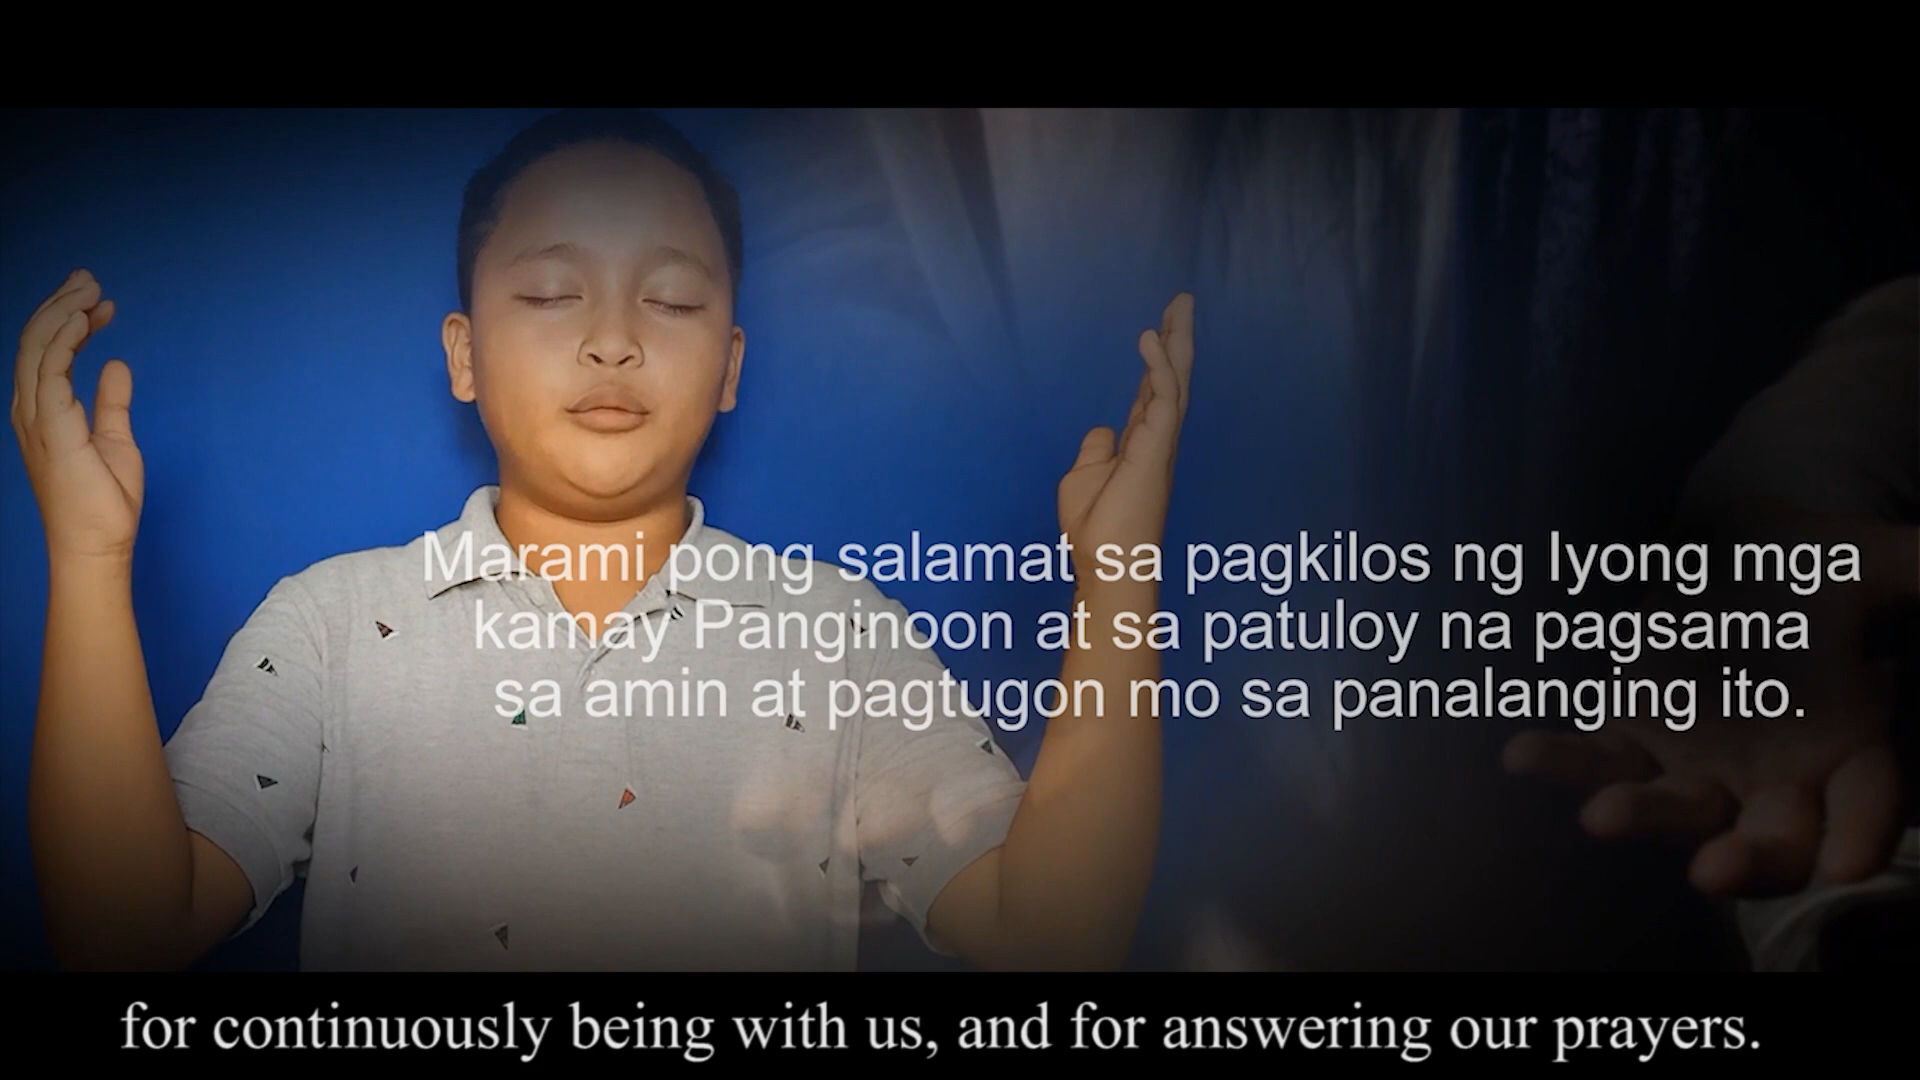 Marami pong salamat sa pagkilos ng Iyong mga
kamay Panginoon at sa patuloy na pagsama
sa amin at pagtugon mo sa panalanging ito.
for continuously being with us, and for answering our prayers.